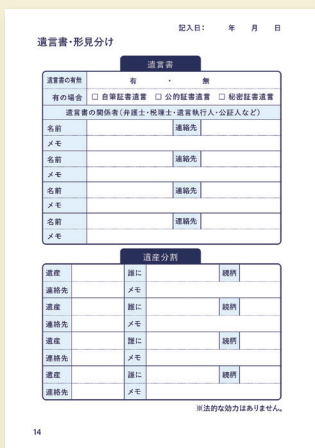 記入日： 年 月 日
遺言書・形見分け
遺言書
遺言書の有無 有 ・ 無
有の場合 □ 自筆証書遺言 □ 公的証書遺言 □ 秘密証書遺言
遺言書の関係者（弁護士・税理士・遺言執行人・公証人など）
名前 連絡先
メモ
名前 連絡先
メモ
名前 連絡先
メモ
名前 連絡先
メモ
遺産分割
遺産 誰に 続柄
連絡先 メモ
遺産 誰に 続柄
連絡先 メモ
遺産 誰に 続柄
連絡先 メモ
遺産 誰に 続柄
連絡先 メモ
※法的な効力はありません。
14